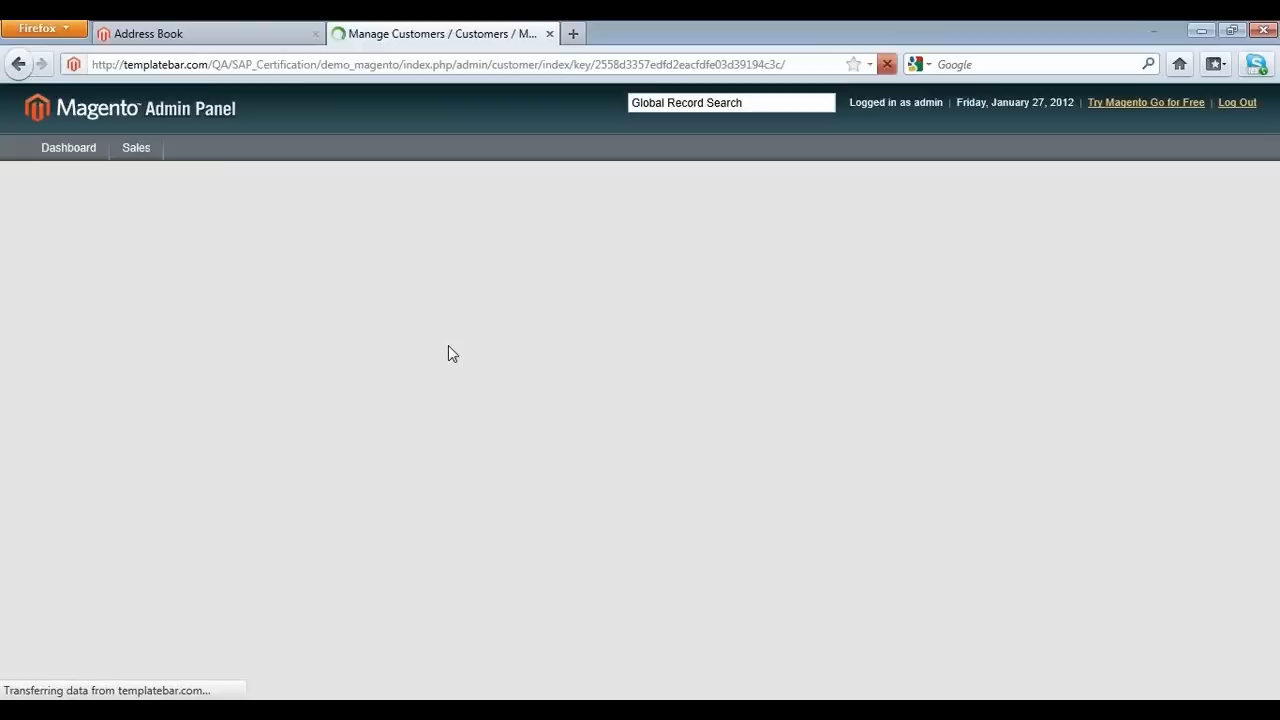 Firefox
Address Book
Manage Customers / Customers / M...
http://templatebar.com/QA/SAP_Certification/demo_magento/index.php/admin/customer/index/key/2558d3357edfd2eacfdfe03d39194c3c/
Google
Magento Admin Panel
Global Record Search
Logged in as admin | Friday, January 27, 2012 | Try Magento Go for Free | Log Out
Dashboard
Sales
Transferring data from templatebar.com...